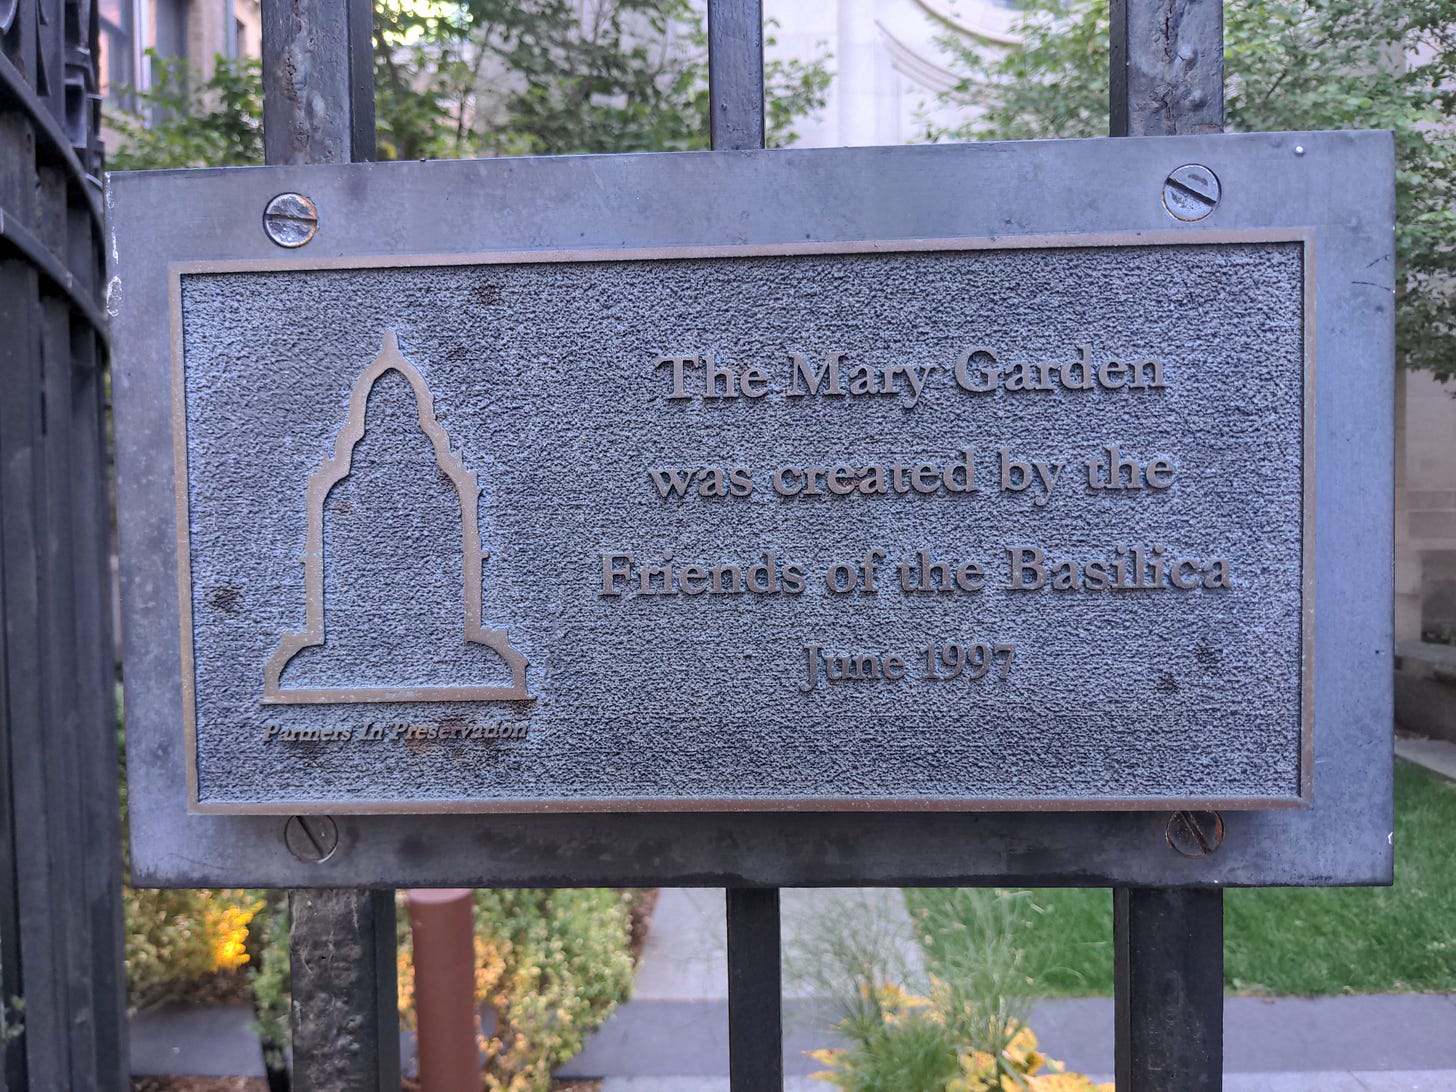 The Mary Garden
was created by the
Friends of the Basilica
June 1997
Partners In Preservation